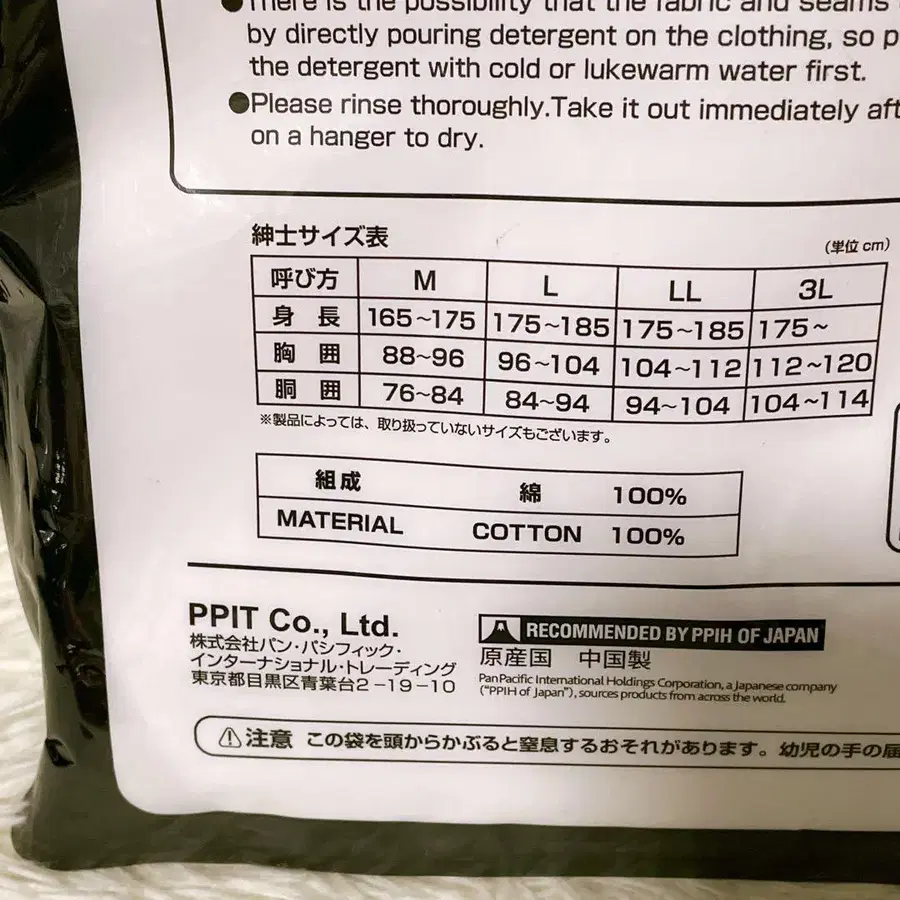 There is the possibility that the fabric and seams
by directly pouring detergent on the clothing, so
the detergent with cold or lukewarm water first.
●Please rinse thoroughly.Take it out immediately
on a hanger to dry.
紳士サイズ表 (単位 cm)
呼び方 M L LL 3L
身長 165~175 175~185 175~185 175~
胸囲 88~96 96~104 104~112 112~120
胴囲 76~84 84~94 94~104 104~114
※製品によっては、取り扱っていないサイズもございます。
組成 綿 100%
MATERIAL COTTON 100%
PPIT Co., Ltd.
株式会社パン・パシフィック・
インターナショナル・トレーディング
東京都目黒区青葉台2-19-10
RECOMMENDED BY PPIH OF JAPAN
原産国 中国製
Pan Pacific International Holdings Corporation, a Japanese company
("PPIH of Japan"), sources products from across the world.
⚠注意 この袋を頭からかぶると窒息するおそれがあります。幼児の手の届